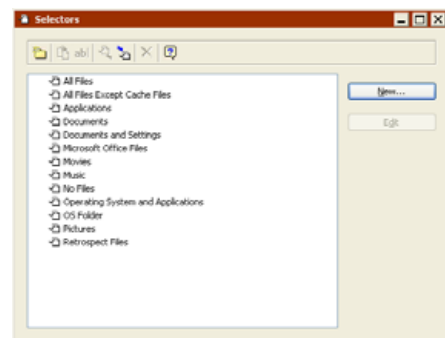 Selectors
abl
All Files
All Files Except Cache Files
Applications
Documents
Documents and Settings
Microsoft Office Files
Movies
Music
No Files
Operating System and Applications
OS Folder
Pictures
Retrospect Files
New...
Edit